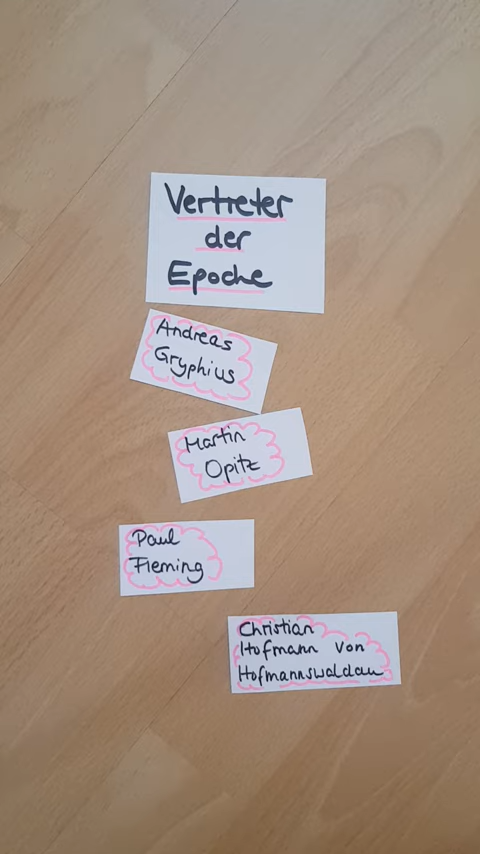 Vertreter
der
Epoche
Andreas
Gryphius
Martin
Opitz
Paul
Fleming
Christian
Hofmann von
Hofmannswaldau